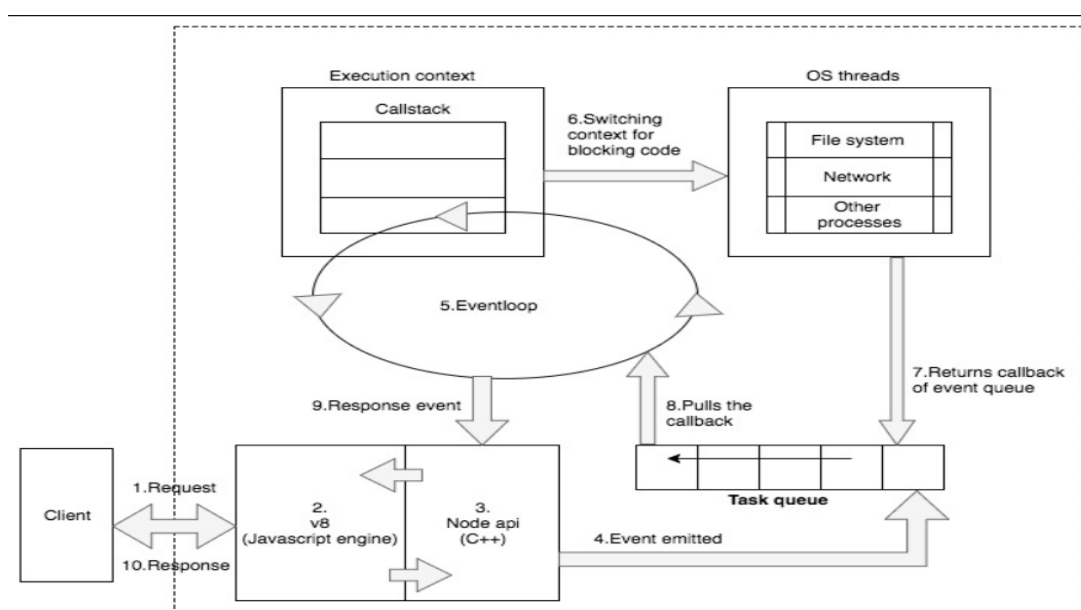 Execution context
OS threads
Callstack
6.Switching
context for
blocking code
File system
Network
Other
processes
5.Eventloop
7.Returns callback
of event queue
9.Response event
8.Pulls the
callback
Client
1.Request
10.Response
2.
v8
(Javascript engine)
3.
Node api
(C++)
Task queue
4.Event emitted